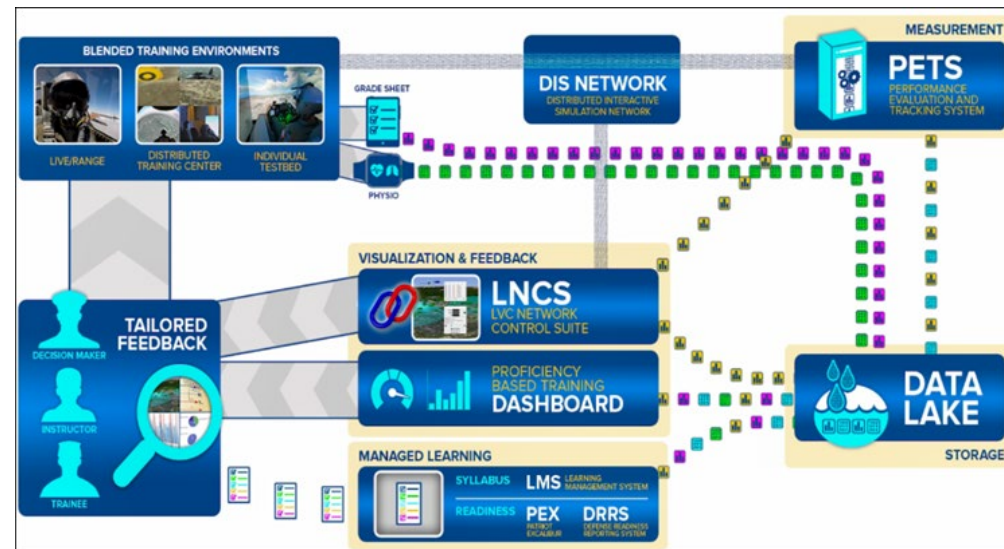 BLENDED TRAINING ENVIRONMENTS
LIVE/RANGE
DISTRIBUTED
TRAINING CENTER
INDIVIDUAL
TESTBED
GRADE SHEET
PHYSIO
DIS NETWORK
DISTRIBUTED INTERACTIVE
SIMULATION NETWORK
MEASUREMENT
PETS
PERFORMANCE
EVALUATION AND
TRACKING SYSTEM
VISUALIZATION & FEEDBACK
LNCS
LVC NETWORK
CONTROL SUITE
PROFICIENCY
BASED TRAINING
DASHBOARD
TAILORED
FEEDBACK
DECISION MAKER
INSTRUCTOR
TRAINEE
DATA
LAKE
STORAGE
MANAGED LEARNING
SYLLABUS
LMS LEARNING
MANAGEMENT SYSTEM
READINESS
PEX
PATRIOT
EXCALIBUR
DRRS
DEFENSE READINESS
REPORTING SYSTEM